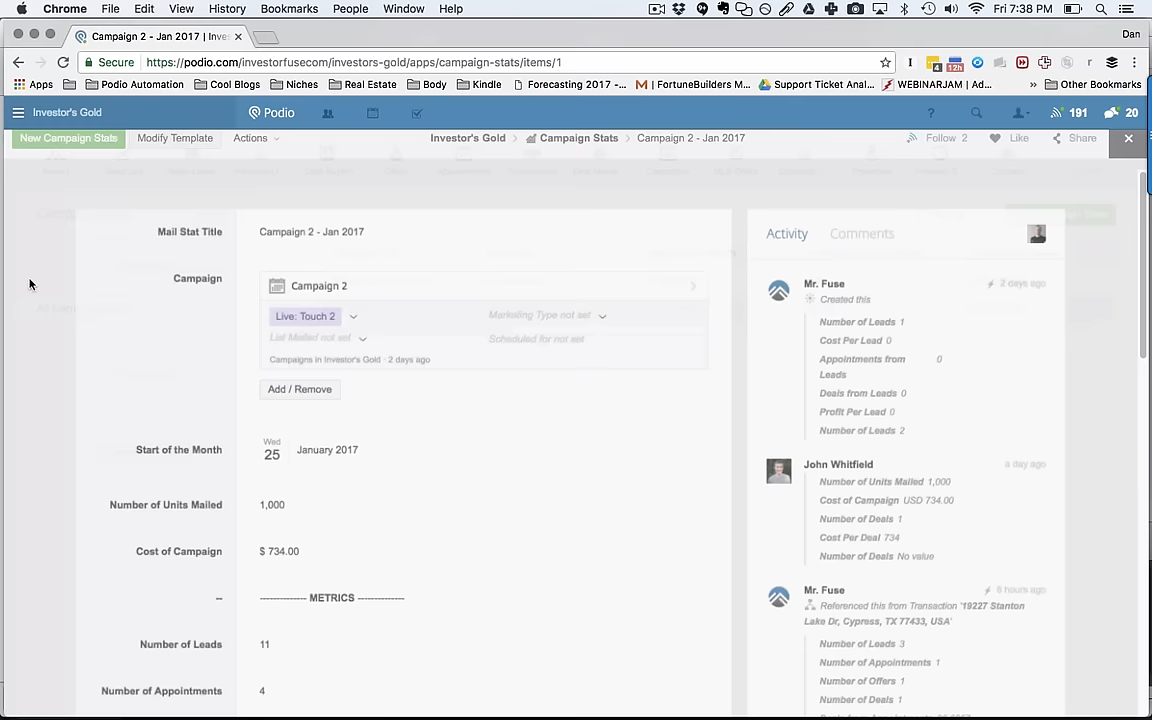 Chrome File Edit View History Bookmarks People Window Help Fri 7:38 PM
Campaign 2 - Jan 2017 | Inves Dan
Secure https://podio.com/investorfusecom/investors-gold/apps/campaign-stats/items/1
Apps Podio Automation Cool Blogs Niches Real Estate Body Kindle Forecasting 2017 -... | FortuneBuilders M... Support Ticket Anal... WEBINARJAM | Ad... » Other Bookmarks
Investor's Gold Podio ? 191 20
New Campaign Stats Modify Template Actions Investor's Gold Campaign Stats Campaign 2 - Jan 2017 Follow 2 Like Share
Mail Stat Title Campaign 2 - Jan 2017
Campaign Campaign 2
Live: Touch 2 Marketing Type not set
List Mailed not set Scheduled for not set
Campaigns in Investor's Gold · 2 days ago
Add / Remove
Start of the Month Wed 25 January 2017
Number of Units Mailed 1,000
Cost of Campaign $ 734.00
-- ------------- METRICS -------------
Number of Leads 11
Number of Appointments 4
Activity Comments
Mr. Fuse 2 days ago
Created this
Number of Leads 1
Cost Per Lead 0
Appointments from 0
Leads
Deals from Leads 0
Profit Per Lead 0
Number of Leads 2
John Whitfield a day ago
Number of Units Mailed 1,000
Cost of Campaign USD 734.00
Number of Deals 1
Cost Per Deal 734
Number of Deals No value
Mr. Fuse 6 hours ago
Referenced this from Transaction '19227 Stanton
Lake Dr, Cypress, TX 77433, USA'
Number of Leads 3
Number of Appointments 1
Number of Offers 1
Number of Deals 1